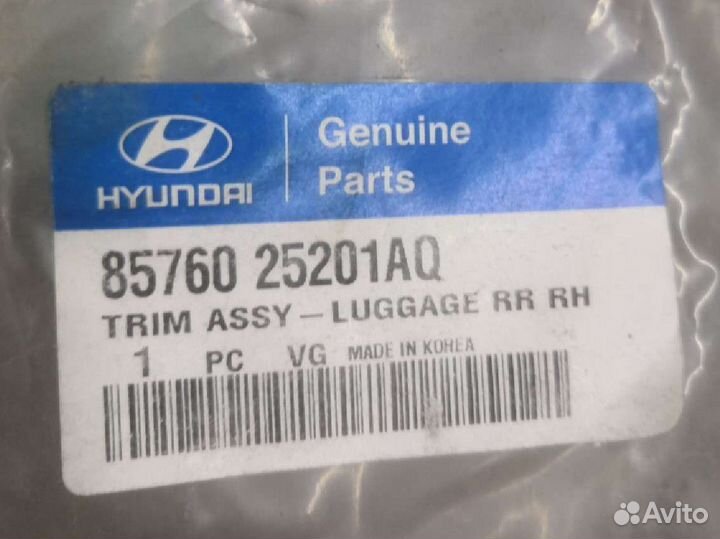 HYUNDAI
Genuine
Parts
85760 25201AQ
TRIM ASSY-LUGGAGE RR RH
1 PC VG MADE IN KOREA
Avito